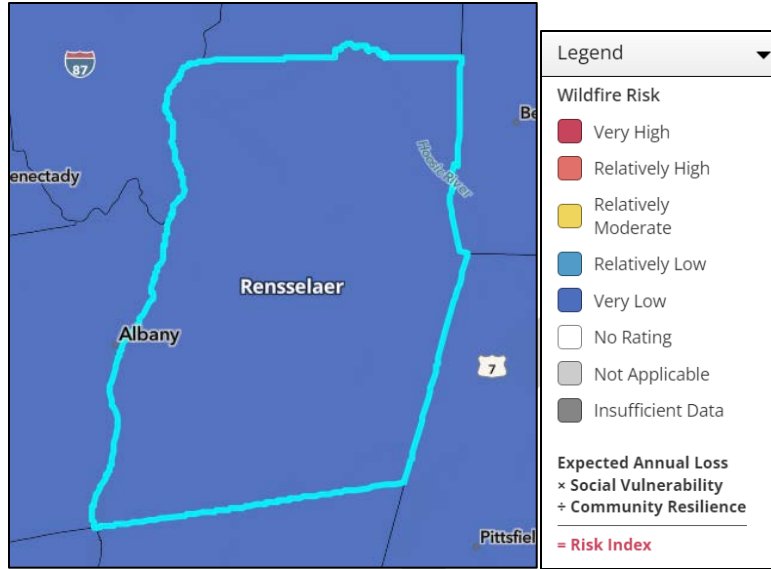 87
Be
Hoosic River
enectady
Rensselaer
Albany
7
Pittsfiel
Legend
Wildfire Risk
Very High
Relatively High
Relatively
Moderate
Relatively Low
Very Low
No Rating
Not Applicable
Insufficient Data
Expected Annual Loss
× Social Vulnerability
÷ Community Resilience
= Risk Index